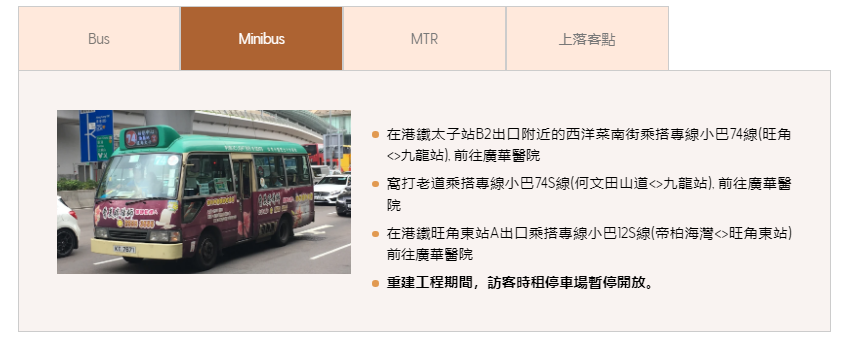 Bus
Minibus
MTR
上落客點
在港鐵太子站B2出口附近的西洋菜南街乘搭專線小巴74線(旺角
<>九龍站), 前往廣華醫院
窩打老道乘搭專線小巴74S線(何文田山道<>九龍站), 前往廣華醫
院
在港鐵旺角東站A出口乘搭專線小巴12S線(帝柏海灣<>旺角東站)
前往廣華醫院
重建工程期間，訪客時租停車場暫停開放。
74